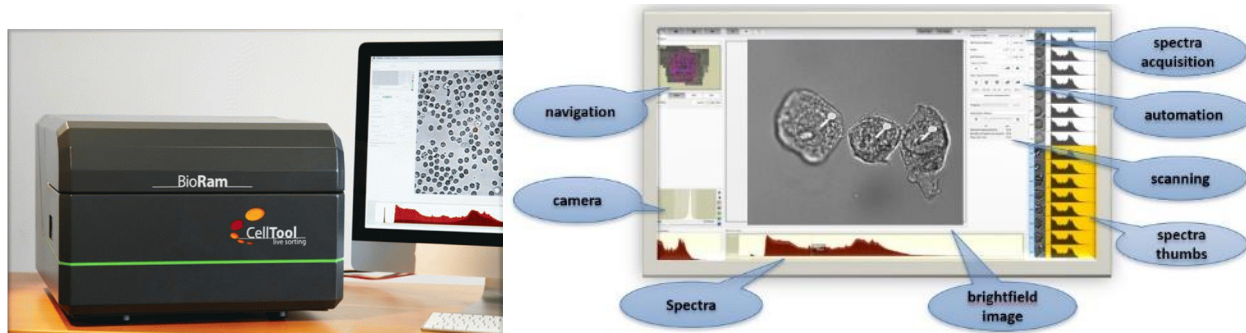 BioRam
CellTool
live sorting
navigation
camera
Spectra
brightfield
image
spectra
acquisition
automation
scanning
spectra
thumbs